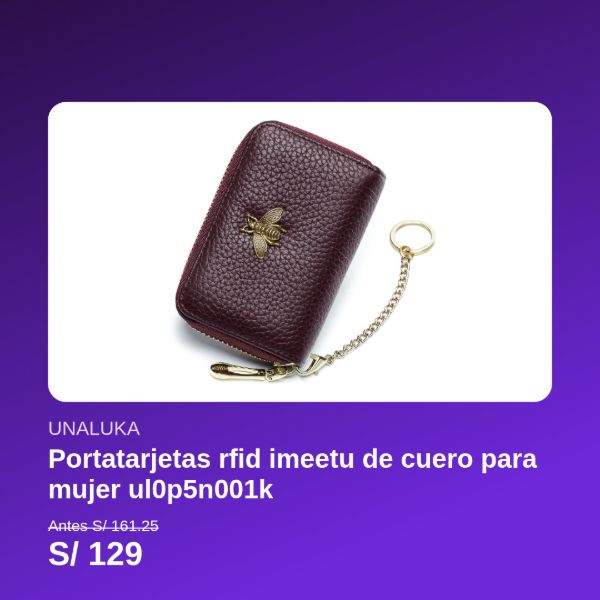 UNALUKA
Portatarjetas rfid imeetu de cuero para
mujer ul0p5n001k
Antes S/ 161.25
S/ 129